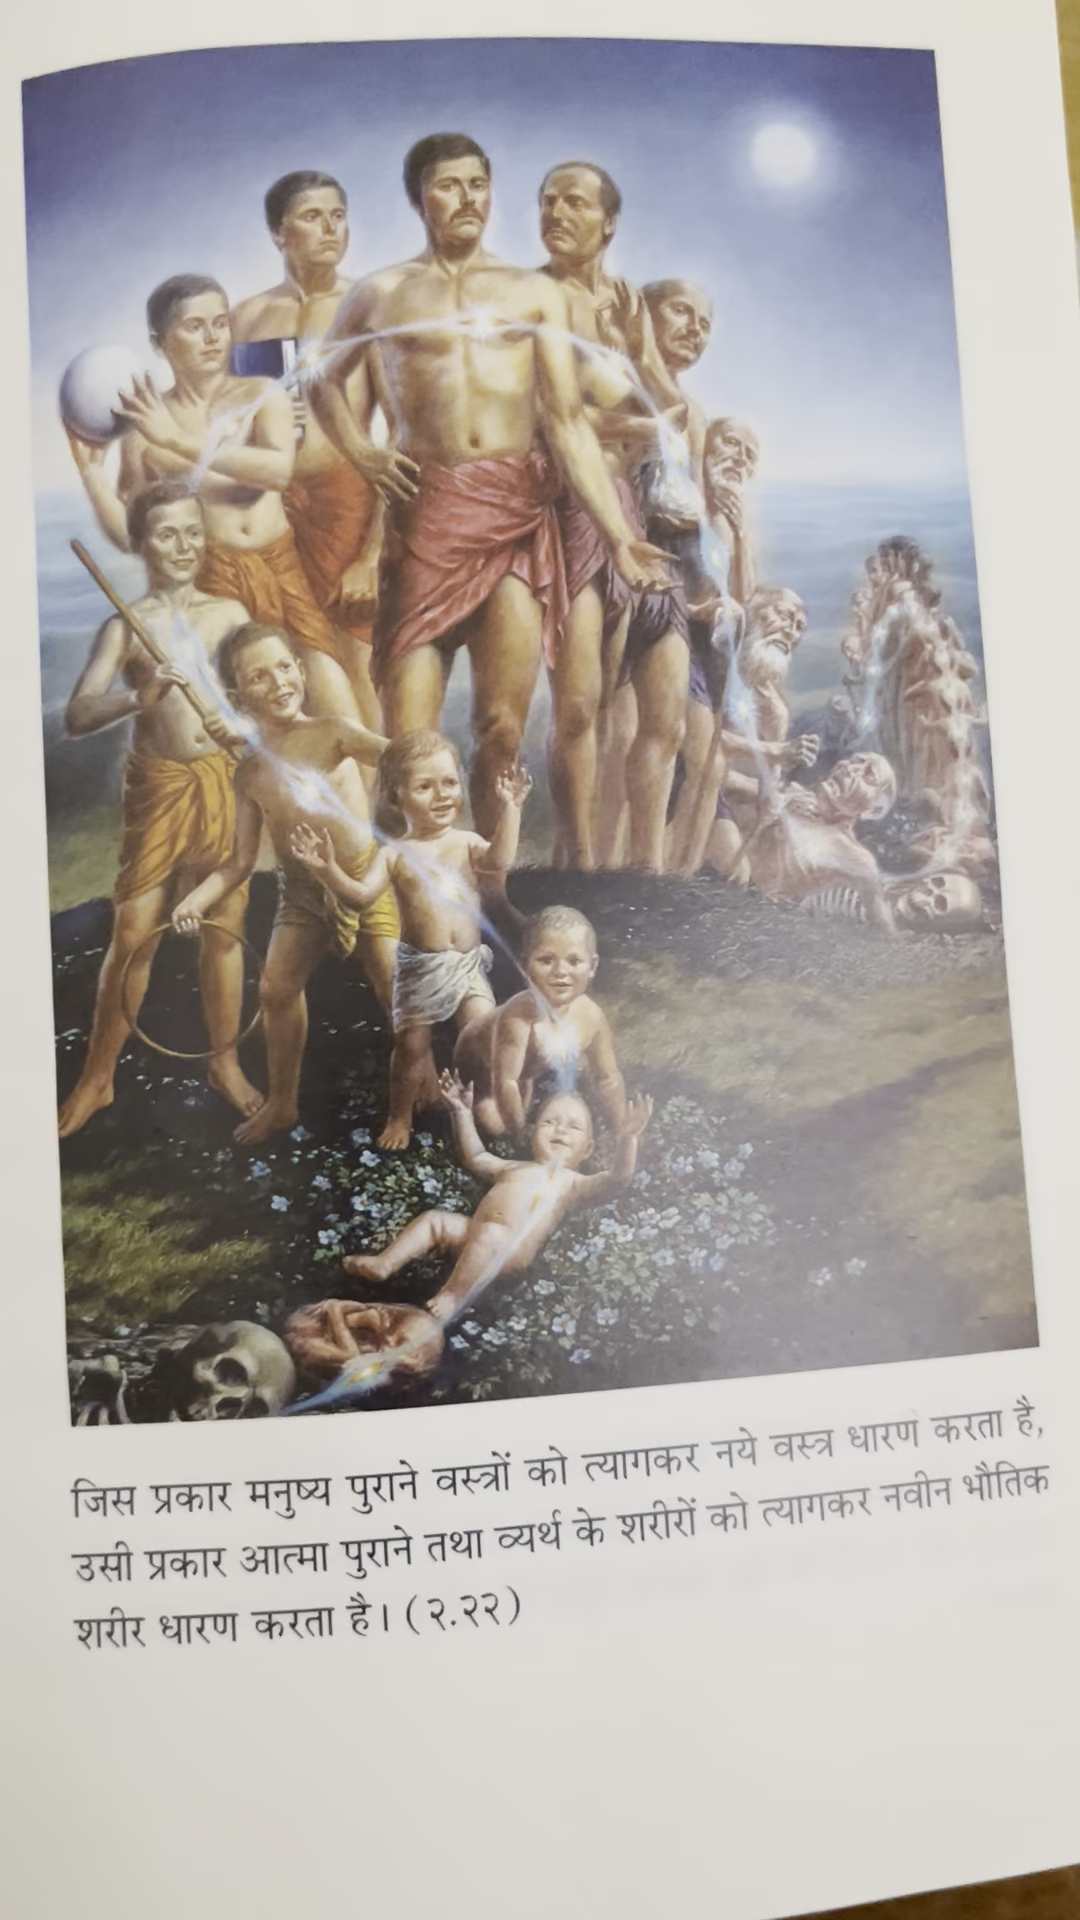 जिस प्रकार मनुष्य पुराने वस्त्रों को त्यागकर नये वस्त्र धारण करता है,
उसी प्रकार आत्मा पुराने तथा व्यर्थ के शरीरों को त्यागकर नवीन भौतिक
शरीर धारण करता है। (२.२२)